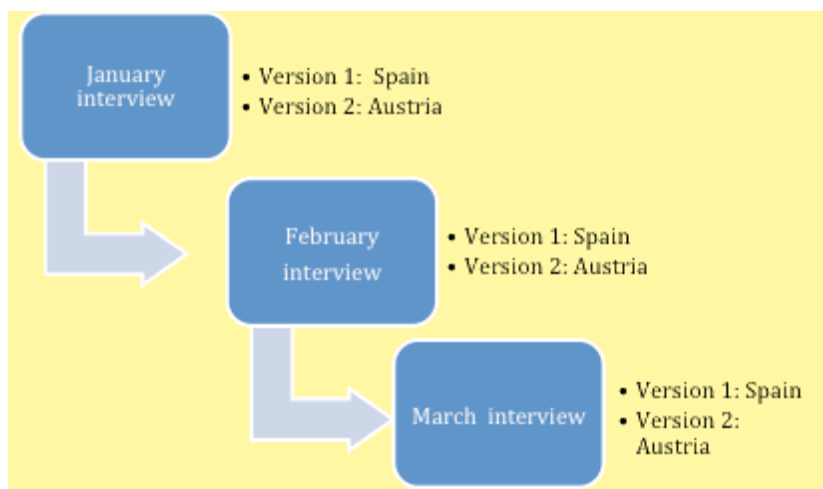 January
interview
• Version 1:  Spain
• Version 2: Austria
February
interview
• Version 1: Spain
• Version 2: Austria
March  interview
• Version 1: Spain
• Version 2:
Austria